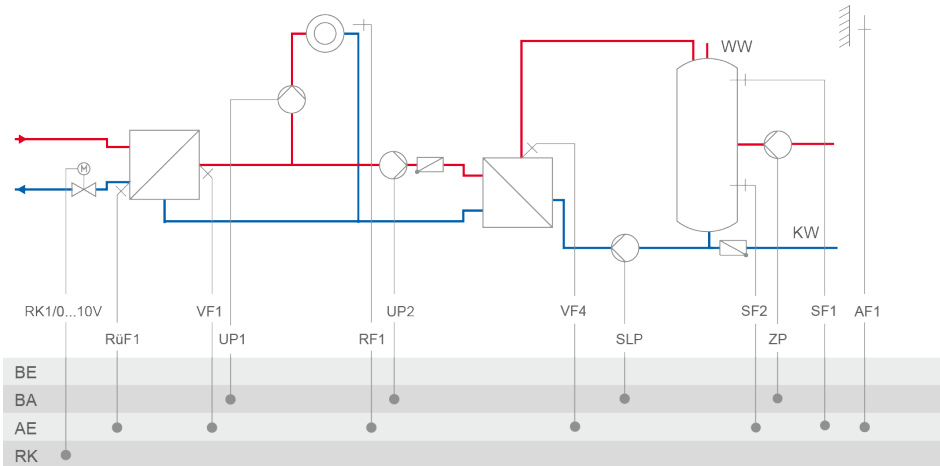 WW
M
KW
RK1/0...10V VF1 UP2 VF4 SF2 SF1 AF1
RüF1 UP1 RF1 SLP ZP
BE
BA
AE
RK